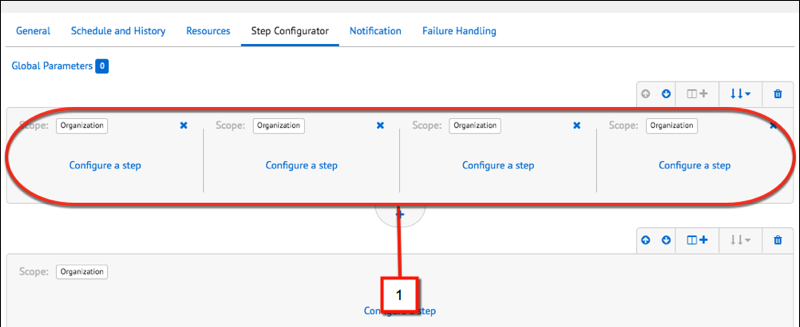 General Schedule and History Resources Step Configurator Notification Failure Handling
Global Parameters 0
Scope: Organization Scope: Organization Scope: Organization Scope: Organization
Configure a step Configure a step Configure a step Configure a step
1
Scope: Organization
Configure a step